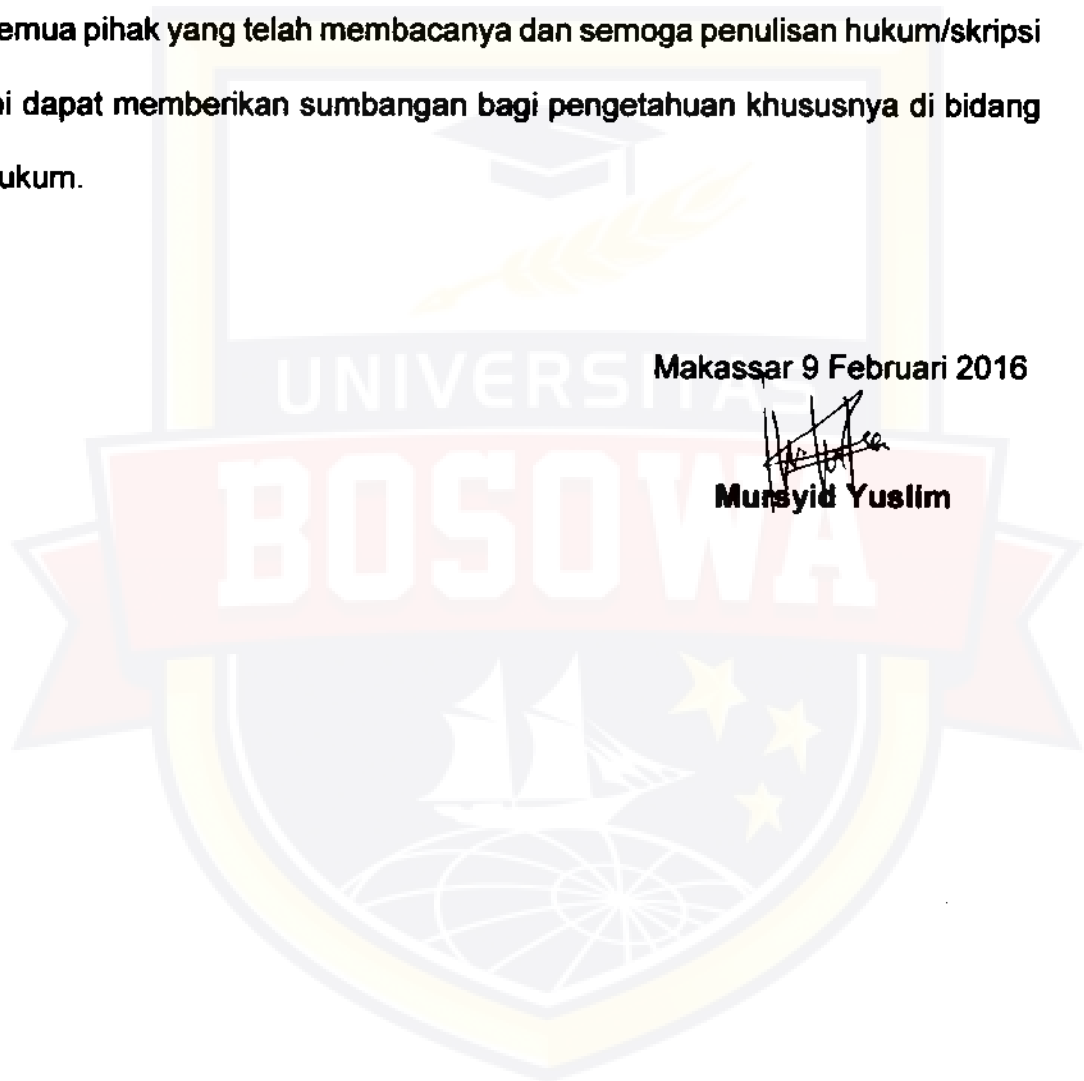 emua pihak yang telah membacanya dan semoga penulisan hukum/skripsi
i dapat memberikan sumbangan bagi pengetahuan khususnya di bidang
ukum.
Makassar 9 Februari 2016
Mursyid Yuslim
UNIVERSITAS
BOSOWA